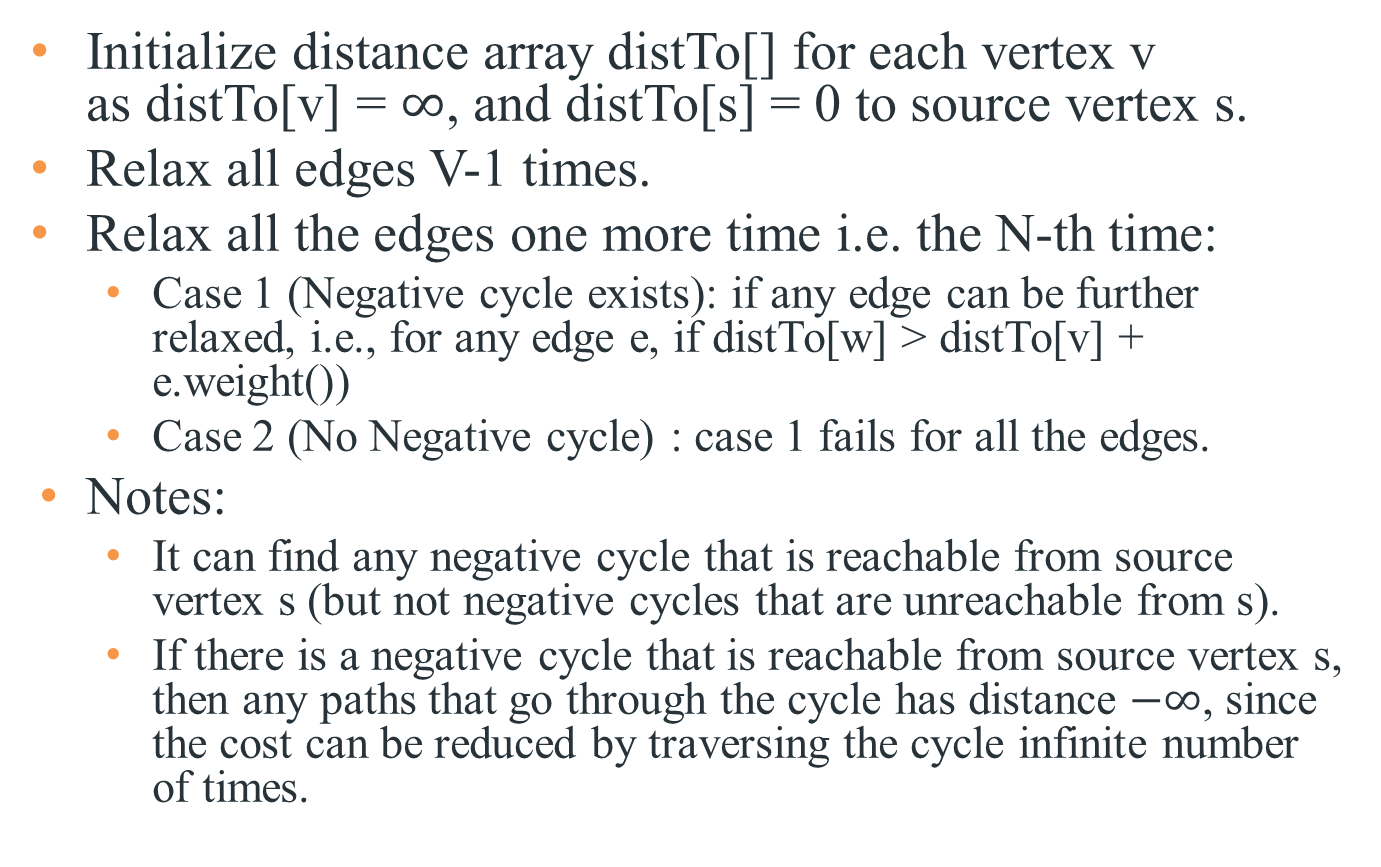 • Initialize distance array distTo[] for each vertex v
as distTo[v] = ∞, and distTo[s] = 0 to source vertex s.
• Relax all edges V-1 times.
• Relax all the edges one more time i.e. the N-th time:
• Case 1 (Negative cycle exists): if any edge can be further
relaxed, i.e., for any edge e, if distTo[w] > distTo[v] +
e.weight())
• Case 2 (No Negative cycle) : case 1 fails for all the edges.
• Notes:
• It can find any negative cycle that is reachable from source
vertex s (but not negative cycles that are unreachable from s).
• If there is a negative cycle that is reachable from source vertex s,
then any paths that go through the cycle has distance −∞, since
the cost can be reduced by traversing the cycle infinite number
of times.